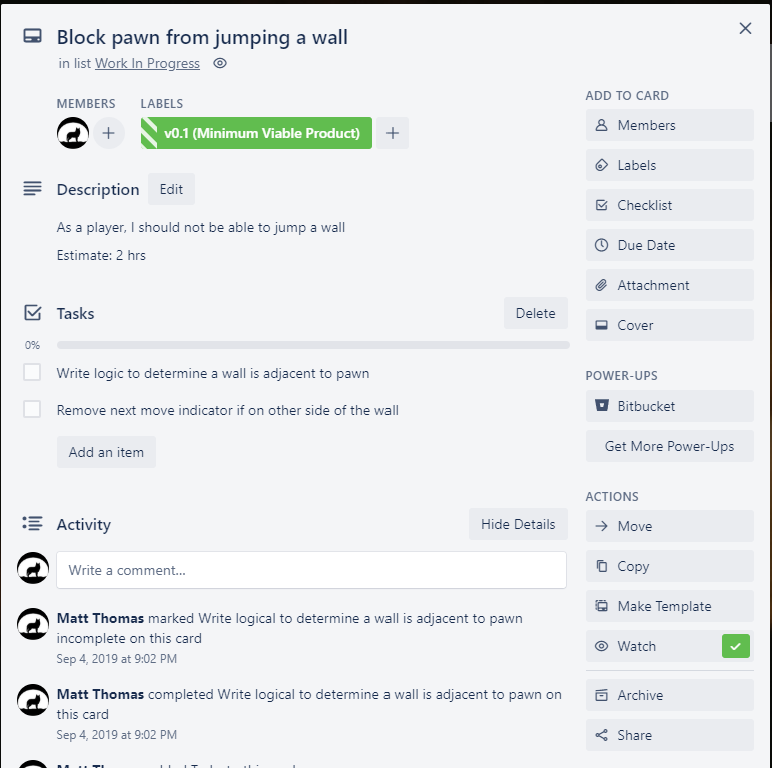 Block pawn from jumping a wall
in list Work In Progress
MEMBERS
LABELS
v0.1 (Minimum Viable Product)
Description
Edit
As a player, I should not be able to jump a wall
Estimate: 2 hrs
Tasks
Delete
0%
Write logic to determine a wall is adjacent to pawn
Remove next move indicator if on other side of the wall
Add an item
Activity
Hide Details
Write a comment...
Matt Thomas marked Write logical to determine a wall is adjacent to pawn
incomplete on this card
Sep 4, 2019 at 9:02 PM
Matt Thomas completed Write logical to determine a wall is adjacent to pawn on
this card
Sep 4, 2019 at 9:02 PM
ADD TO CARD
Members
Labels
Checklist
Due Date
Attachment
Cover
POWER-UPS
Bitbucket
Get More Power-Ups
ACTIONS
Move
Copy
Make Template
Watch
Archive
Share